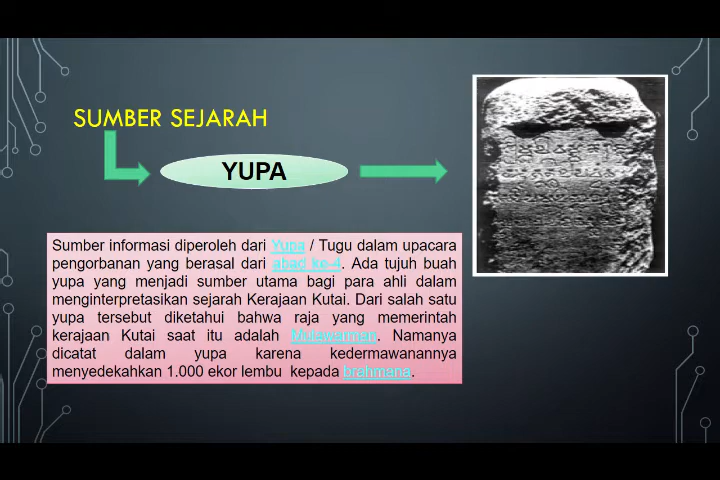 SUMBER SEJARAH
YUPA
Sumber informasi diperoleh dari Yupa / Tugu dalam upacara
pengorbanan yang berasal dari abad ke-4. Ada tujuh buah
yupa yang menjadi sumber utama bagi para ahli dalam
menginterpretasikan sejarah Kerajaan Kutai. Dari salah satu
yupa tersebut diketahui bahwa raja yang memerintah
kerajaan Kutai saat itu adalah Mulawarman. Namanya
dicatat dalam yupa karena kedermawanannya
menyedekahkan 1.000 ekor lembu kepada brahmana.